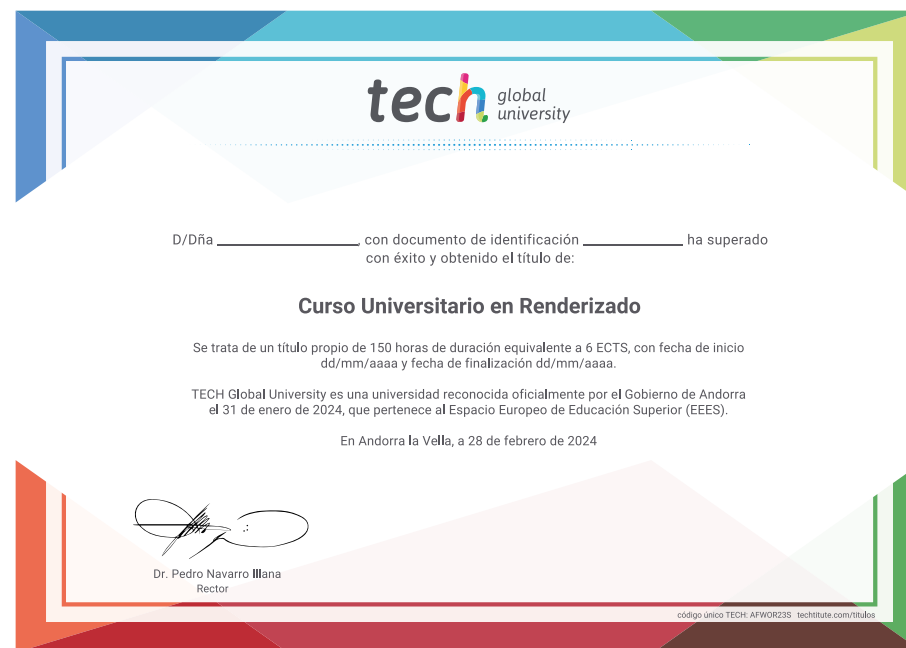 tech global
university
D/Dña ____________________, con documento de identificación ______________ ha superado
con éxito y obtenido el título de:
Curso Universitario en Renderizado
Se trata de un título propio de 150 horas de duración equivalente a 6 ECTS, con fecha de inicio
dd/mm/aaaa y fecha de finalización dd/mm/aaaa.
TECH Global University es una universidad reconocida oficialmente por el Gobierno de Andorra
el 31 de enero de 2024, que pertenece al Espacio Europeo de Educación Superior (EEES).
En Andorra la Vella, a 28 de febrero de 2024
Dr. Pedro Navarro Illana
Rector
código único TECH: AFWOR23S techtitute.com/titulos